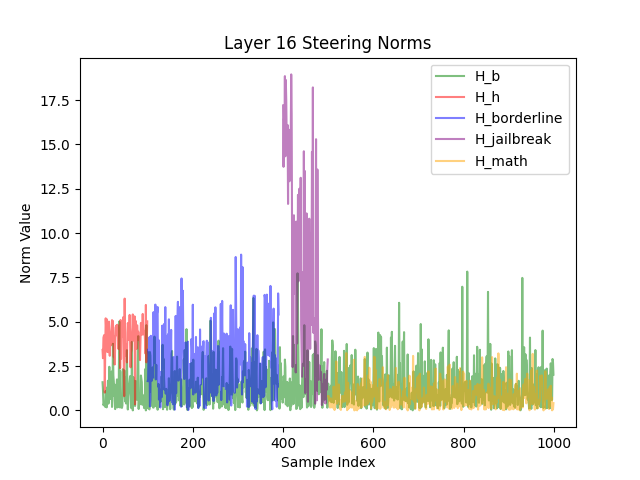 Layer 16 Steering Norms
H_b
H_h
H_borderline
H_jailbreak
H_math
17.5
15.0
12.5
10.0
7.5
5.0
2.5
0.0
Norm Value
0 200 400 600 800 1000
Sample Index